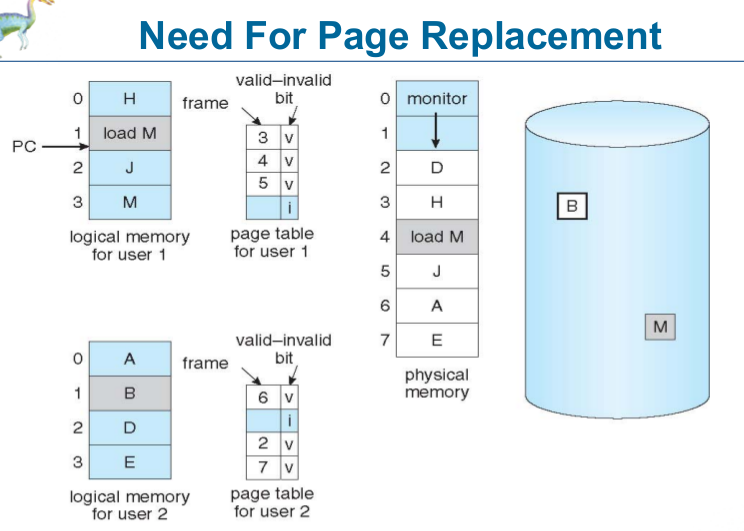 Need For Page Replacement
valid–invalid
bit
frame
0 H
1 load M
PC
2 J
3 M
logical memory
for user 1
3 v
4 v
5 v
i
page table
for user 1
0 monitor
1
2 D
3 H
4 load M
5 J
6 A
7 E
physical
memory
B
M
valid–invalid
bit
frame
0 A
1 B
2 D
3 E
logical memory
for user 2
6 v
i
2 v
7 v
page table
for user 2